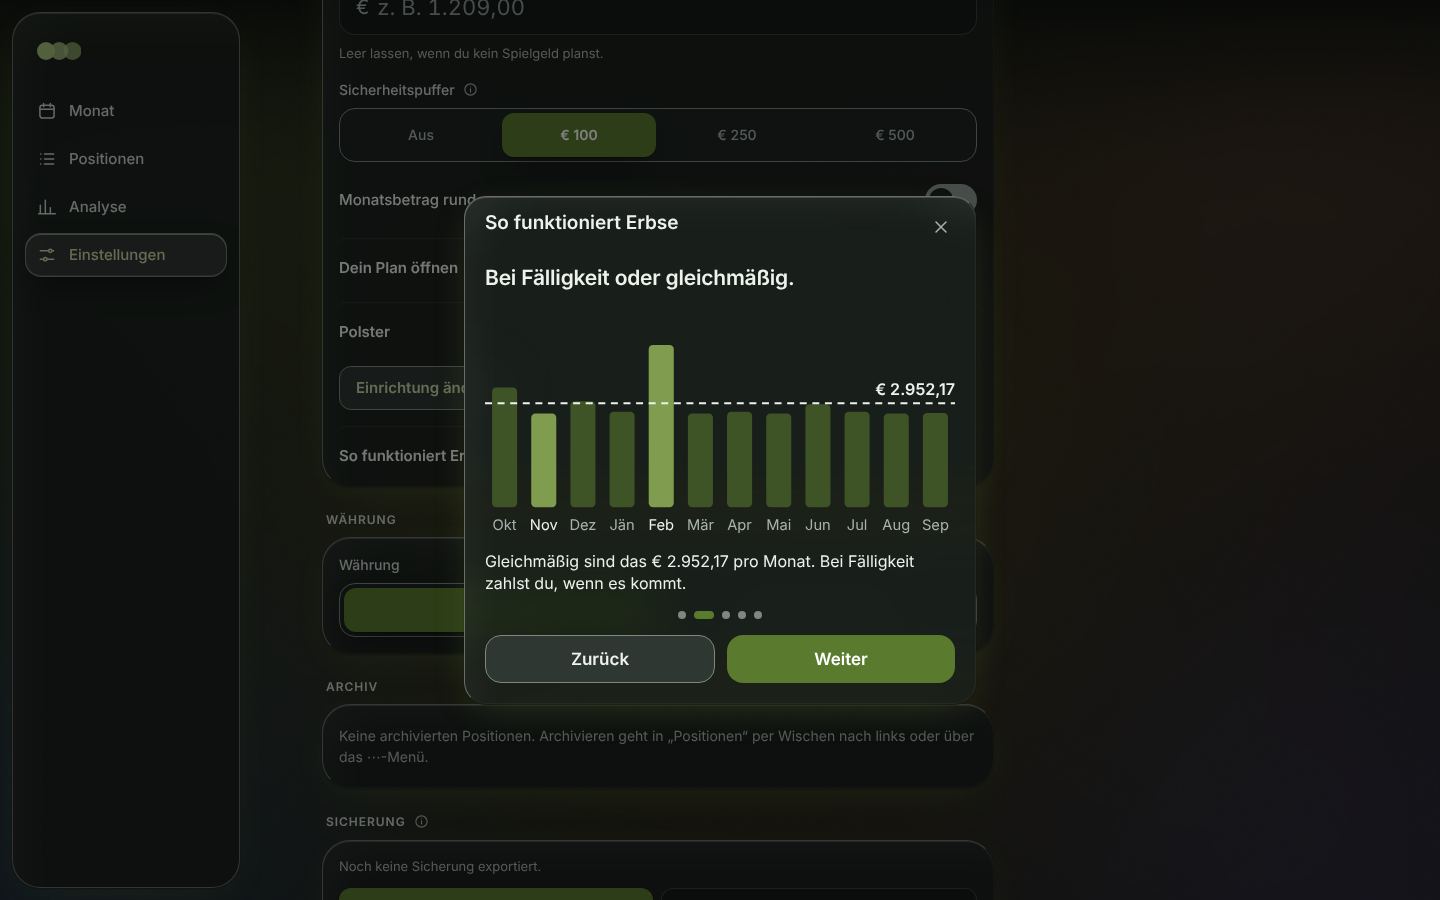 € z. B. 1.209,00
Leer lassen, wenn du kein Spielgeld planst.
Sicherheitspuffer
Aus
€ 100
€ 250
€ 500
Monat
Positionen
Analyse
Einstellungen
Monatsbetrag rund
Dein Plan öffnen
Polster
Einrichtung än
So funktioniert Er
So funktioniert Erbse
Bei Fälligkeit oder gleichmäßig.
€ 2.952,17
Okt Nov Dez Jän Feb Mär Apr Mai Jun Jul Aug Sep
Gleichmäßig sind das € 2.952,17 pro Monat. Bei Fälligkeit
zahlst du, wenn es kommt.
Zurück
Weiter
WÄHRUNG
Währung
ARCHIV
Keine archivierten Positionen. Archivieren geht in „Positionen“ per Wischen nach links oder über
das ···-Menü.
SICHERUNG
Noch keine Sicherung exportiert.